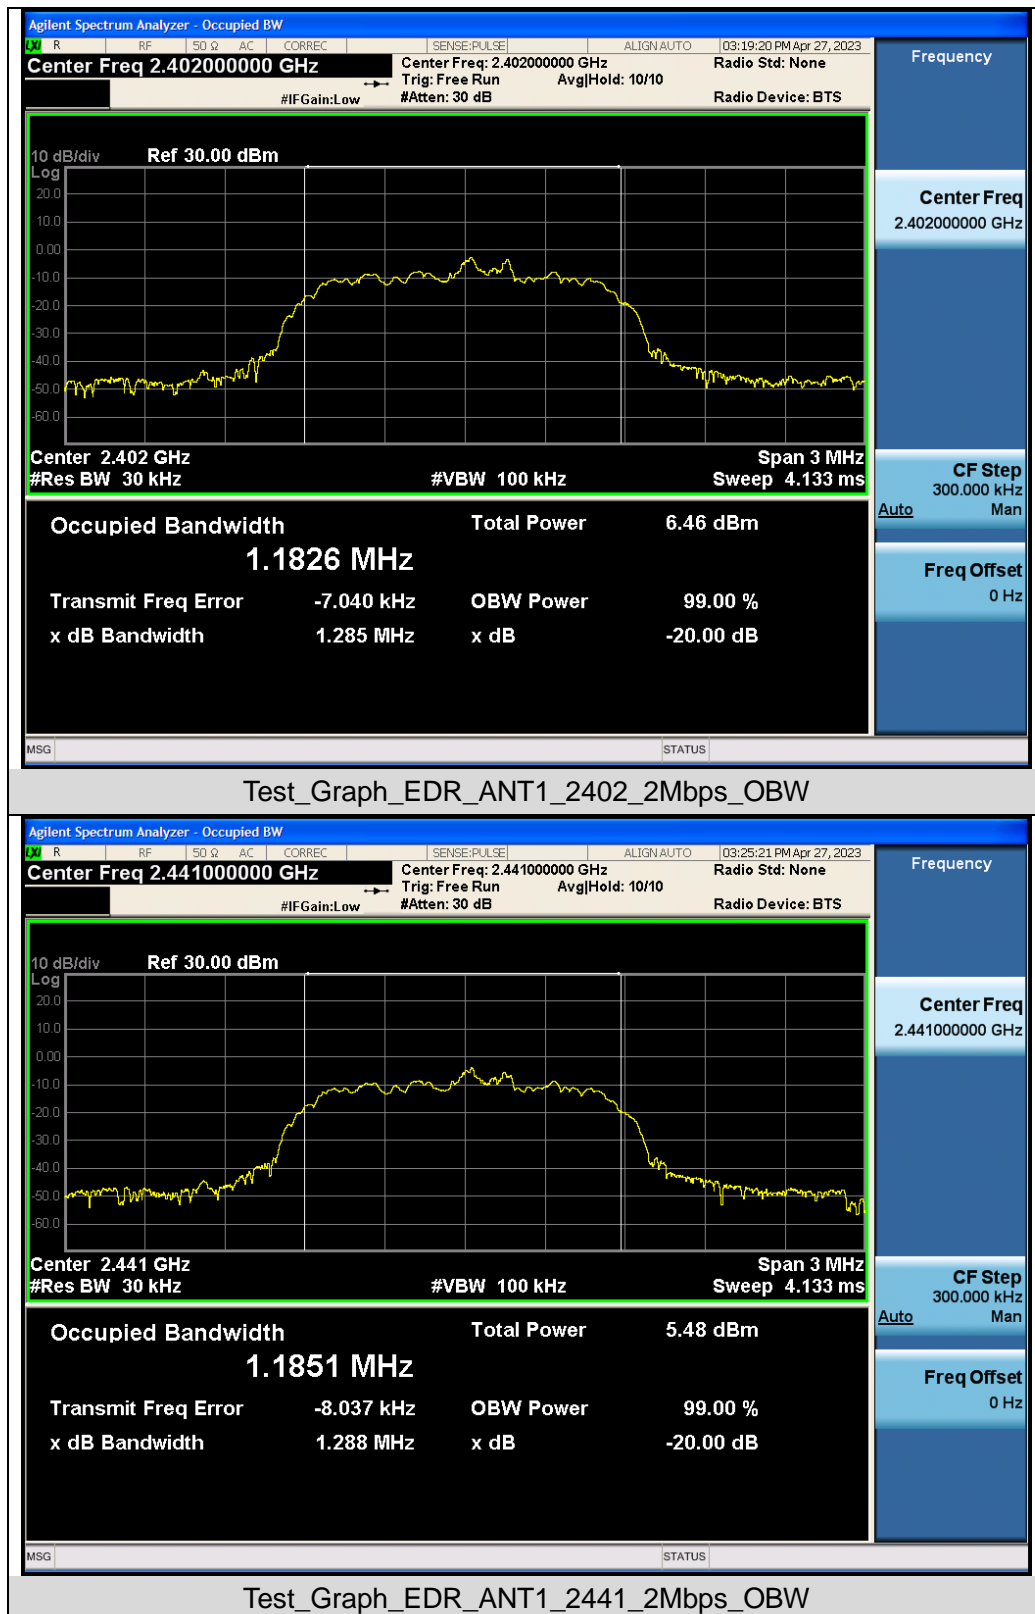 Agilent Spectrum Analyzer - Occupied BW
LXI R RF 50 Ω AC CORREC SENSE:PULSE ALIGN AUTO 03:19:20 PM Apr 27, 2023
Center Freq 2.402000000 GHz Center Freq: 2.402000000 GHz Radio Std: None
Trig: Free Run Avg|Hold: 10/10
#IFGain:Low #Atten: 30 dB Radio Device: BTS
Frequency
10 dB/div Ref 30.00 dBm
Log
20.0
10.0
0.00
-10.0
-20.0
-30.0
-40.0
-50.0
-60.0
Center 2.402 GHz Span 3 MHz
#Res BW 30 kHz #VBW 100 kHz Sweep 4.133 ms
Occupied Bandwidth Total Power 6.46 dBm
1.1826 MHz
Transmit Freq Error -7.040 kHz OBW Power 99.00 %
x dB Bandwidth 1.285 MHz x dB -20.00 dB
Center Freq
2.402000000 GHz
CF Step
300.000 kHz
Auto Man
Freq Offset
0 Hz
MSG STATUS
Test_Graph_EDR_ANT1_2402_2Mbps_OBW
Agilent Spectrum Analyzer - Occupied BW
LXI R RF 50 Ω AC CORREC SENSE:PULSE ALIGN AUTO 03:25:21 PM Apr 27, 2023
Center Freq 2.441000000 GHz Center Freq: 2.441000000 GHz Radio Std: None
Trig: Free Run Avg|Hold: 10/10
#IFGain:Low #Atten: 30 dB Radio Device: BTS
Frequency
10 dB/div Ref 30.00 dBm
Log
20.0
10.0
0.00
-10.0
-20.0
-30.0
-40.0
-50.0
-60.0
Center 2.441 GHz Span 3 MHz
#Res BW 30 kHz #VBW 100 kHz Sweep 4.133 ms
Occupied Bandwidth Total Power 5.48 dBm
1.1851 MHz
Transmit Freq Error -8.037 kHz OBW Power 99.00 %
x dB Bandwidth 1.288 MHz x dB -20.00 dB
Center Freq
2.441000000 GHz
CF Step
300.000 kHz
Auto Man
Freq Offset
0 Hz
MSG STATUS
Test_Graph_EDR_ANT1_2441_2Mbps_OBW